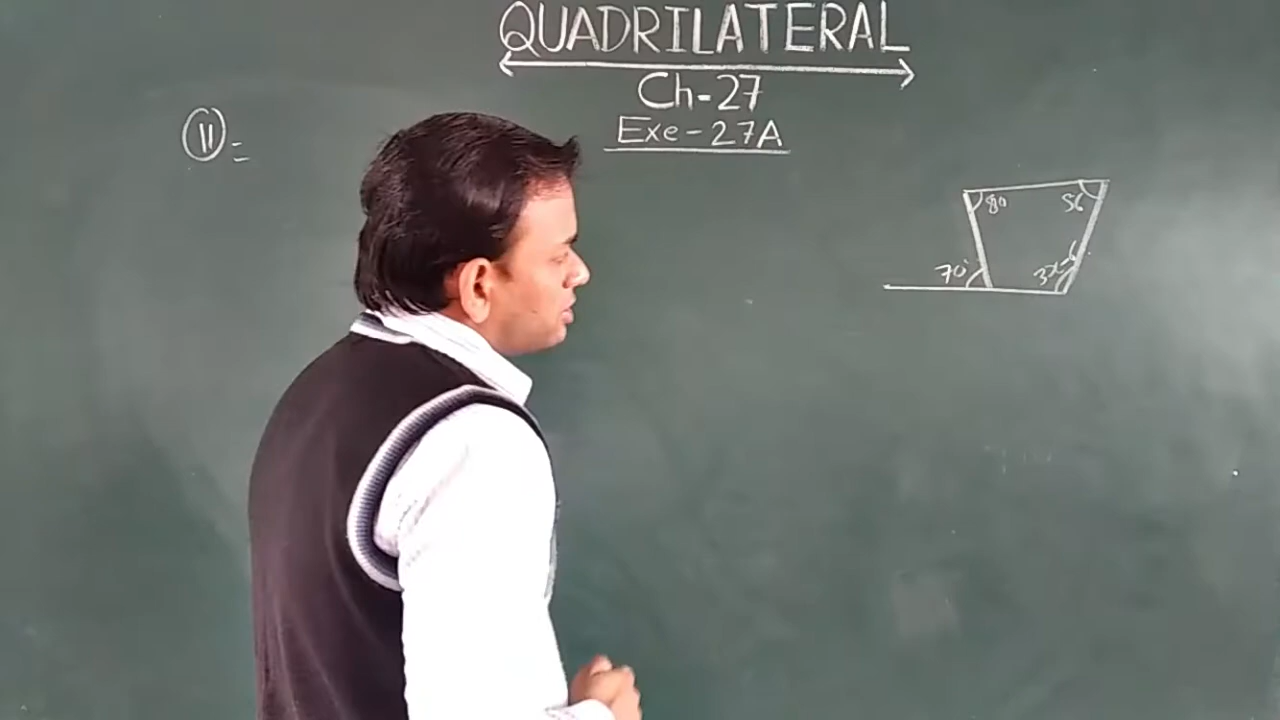 QUADRILATERAL
Ch-27
Exe-27A
11 =
80 56
70°